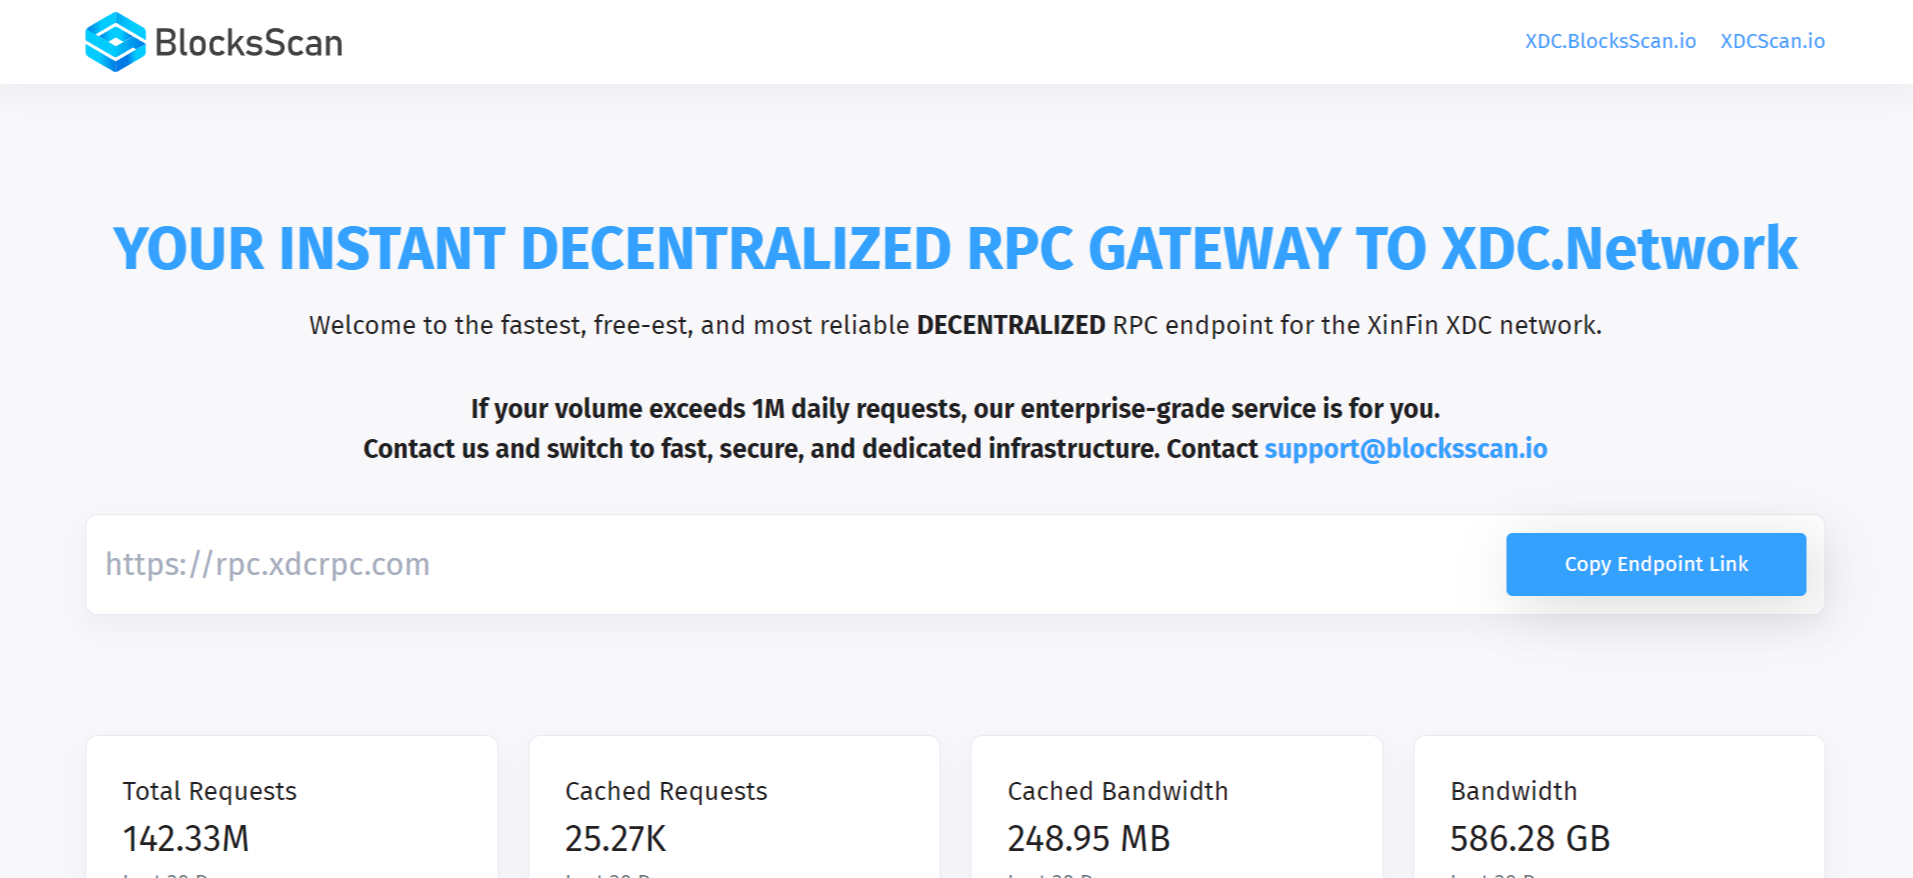 BlocksScan
XDC.BlocksScan.io XDCScan.io
YOUR INSTANT DECENTRALIZED RPC GATEWAY TO XDC.Network
Welcome to the fastest, free-est, and most reliable DECENTRALIZED RPC endpoint for the XinFin XDC network.
If your volume exceeds 1M daily requests, our enterprise-grade service is for you.
Contact us and switch to fast, secure, and dedicated infrastructure. Contact support@blocksscan.io
https://rpc.xdcrpc.com
Copy Endpoint Link
Total Requests
142.33M
Cached Requests
25.27K
Cached Bandwidth
248.95 MB
Bandwidth
586.28 GB